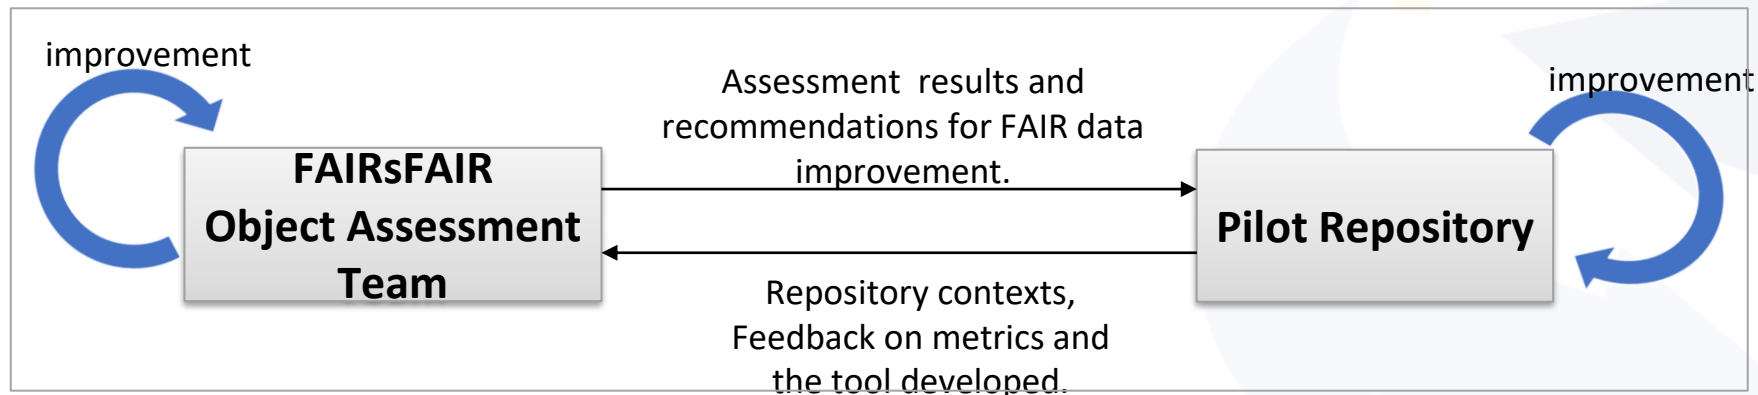 improvement
FAIRsFAIR
Object Assessment
Team
Assessment results and
recommendations for FAIR data
improvement.
Repository contexts,
Feedback on metrics and
the tool developed.
improvement
Pilot Repository